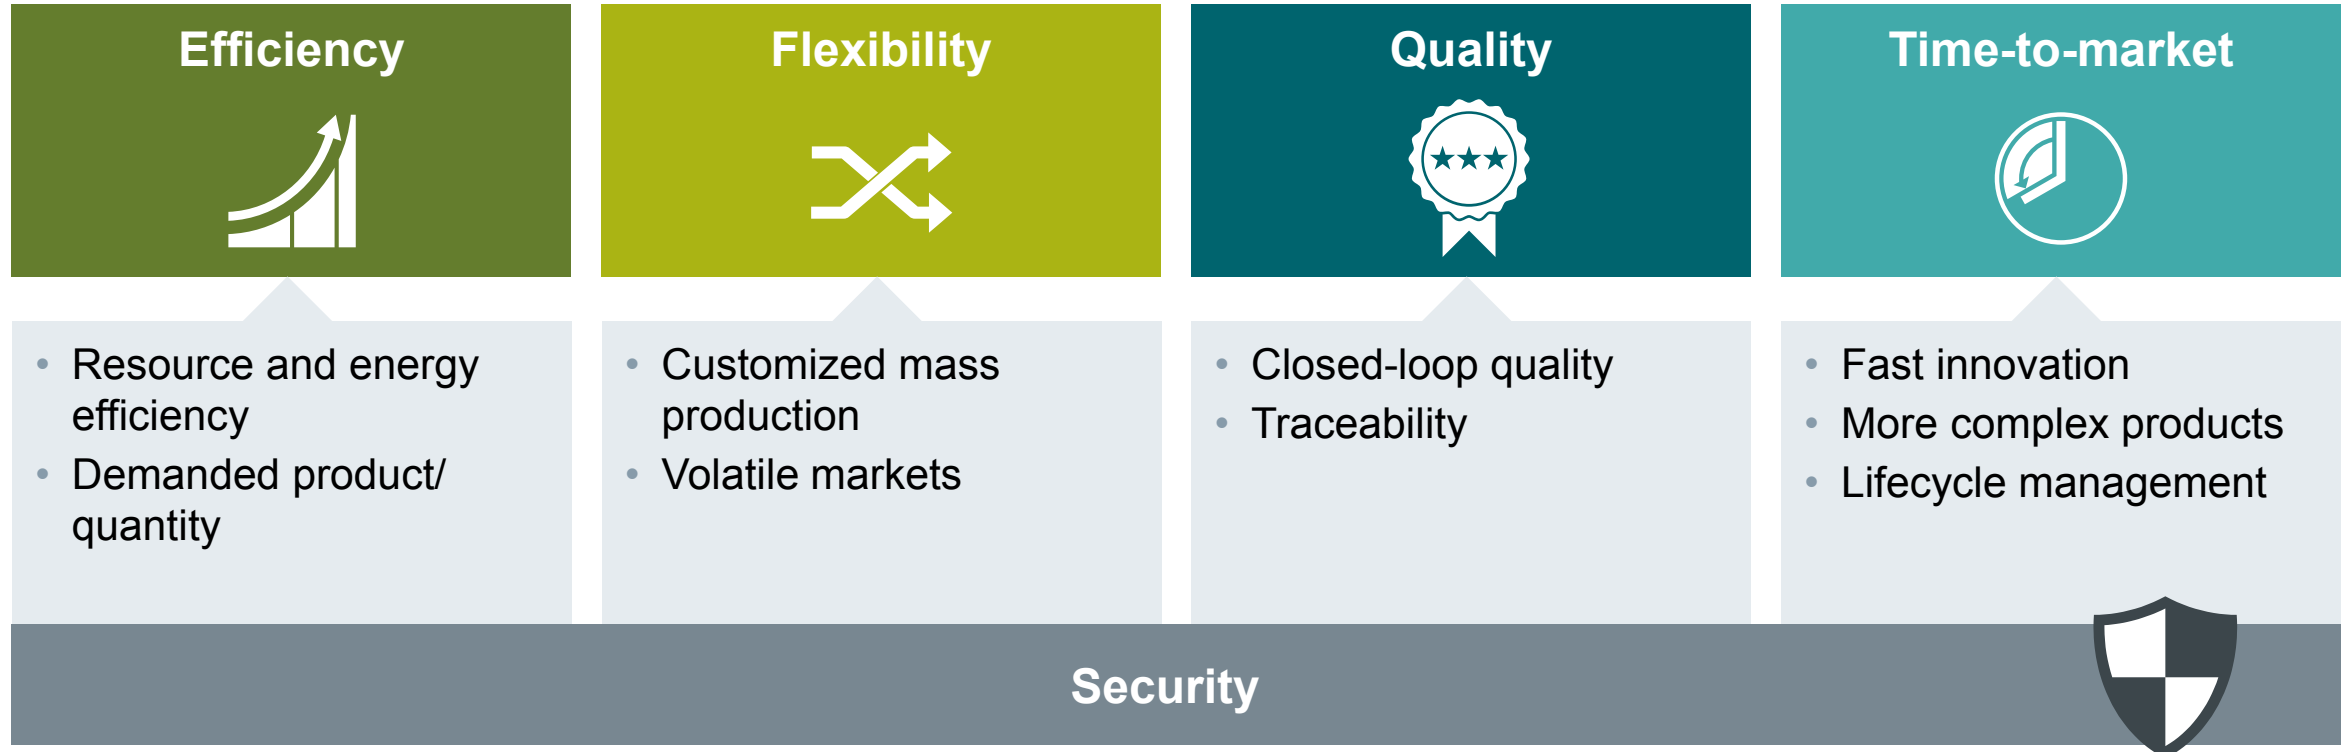 Efficiency
• Resource and energy
efficiency
• Demanded product/
quantity
Flexibility
• Customized mass
production
• Volatile markets
Quality
• Closed-loop quality
• Traceability
Time-to-market
• Fast innovation
• More complex products
• Lifecycle management
Security